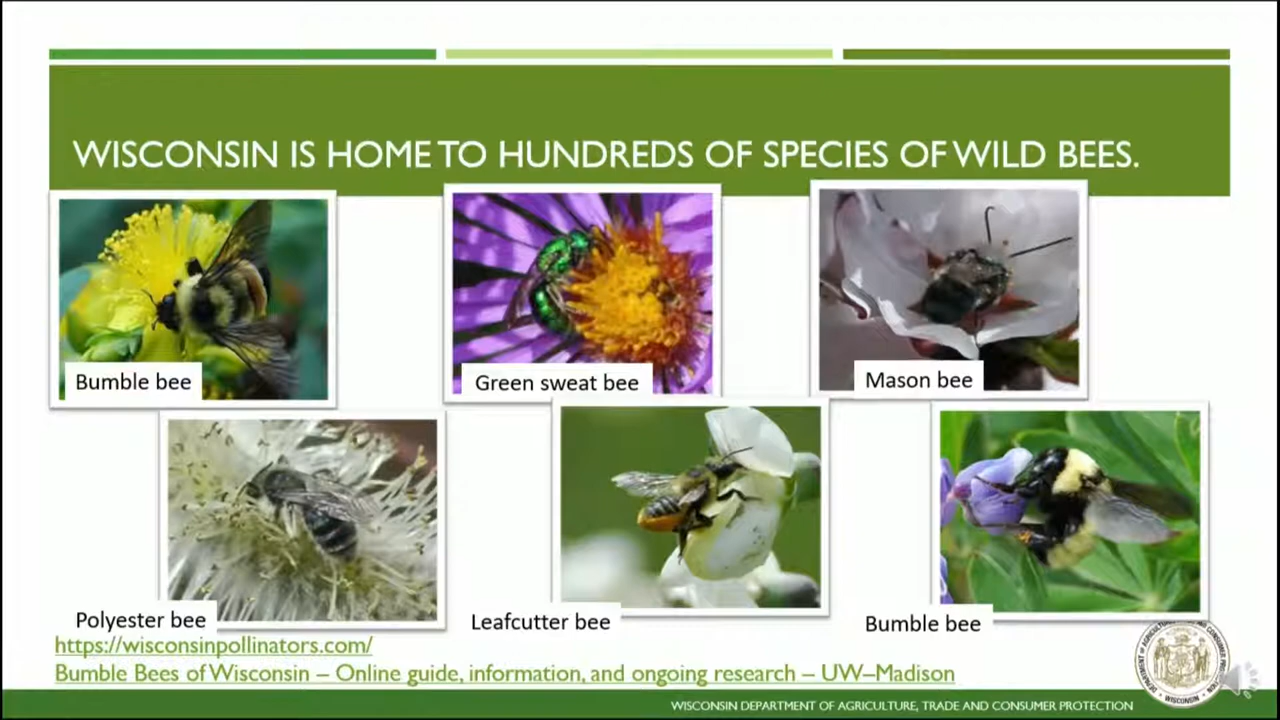 WISCONSIN IS HOME TO HUNDREDS OF SPECIES OF WILD BEES.
Bumble bee
Green sweat bee
Mason bee
Polyester bee
Leafcutter bee
Bumble bee
https://wisconsinpollinators.com/
Bumble Bees of Wisconsin – Online guide, information, and ongoing research – UW–Madison
WISCONSIN DEPARTMENT OF AGRICULTURE, TRADE AND CONSUMER PROTECTION
WISCONSIN